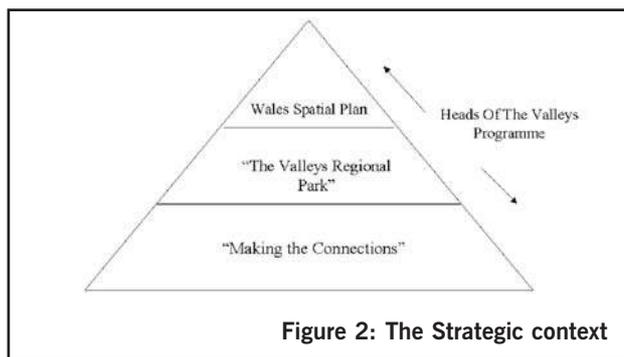 Wales Spatial Plan
Heads Of The Valleys
Programme
“The Valleys Regional
Park”
“Making the Connections”
Figure 2: The Strategic context